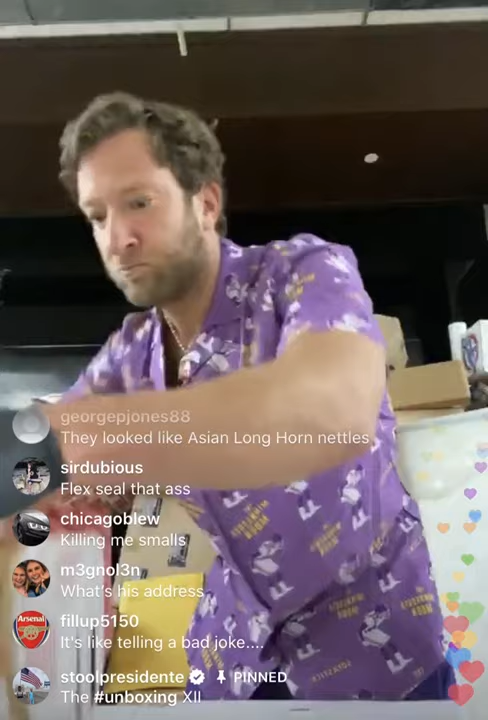 georgepjones88
They looked like Asian Long Horn nettles
sirdubious
Flex seal that ass
chicagoblew
Killing me smalls
m3gnol3n
What's his address
Arsenal
fillup5150
It's like telling a bad joke....
stoolpresidente PINNED
The #unboxing XII